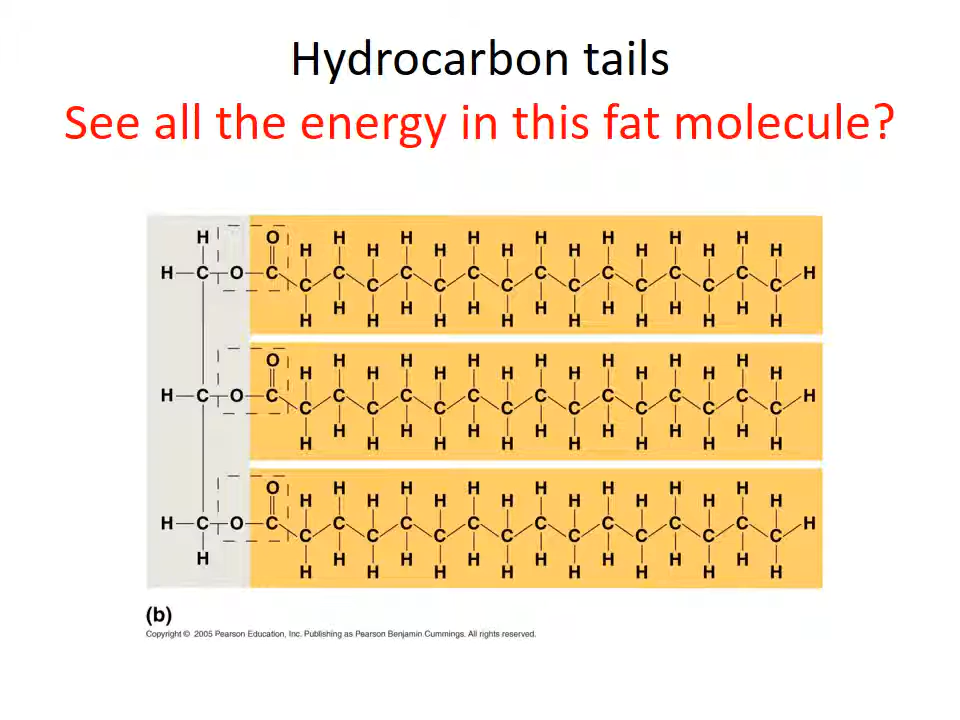 Hydrocarbon tails
See all the energy in this fat molecule?
H O H H H H H H H
H H H H H H H H
H C O C C C C C C C C H
C C C C C C C C
H H H H H H H
H H H H H H H H
O H H H H H H H
H H H H H H H H
H C O C C C C C C C C H
C C C C C C C C
H H H H H H H
H H H H H H H H
O H H H H H H H
H H H H H H H H
H C O C C C C C C C C H
C C C C C C C C
H H H H H H H H
H H H H H H H H
(b)
Copyright © 2005 Pearson Education, Inc. Publishing as Pearson Benjamin Cummings. All rights reserved.